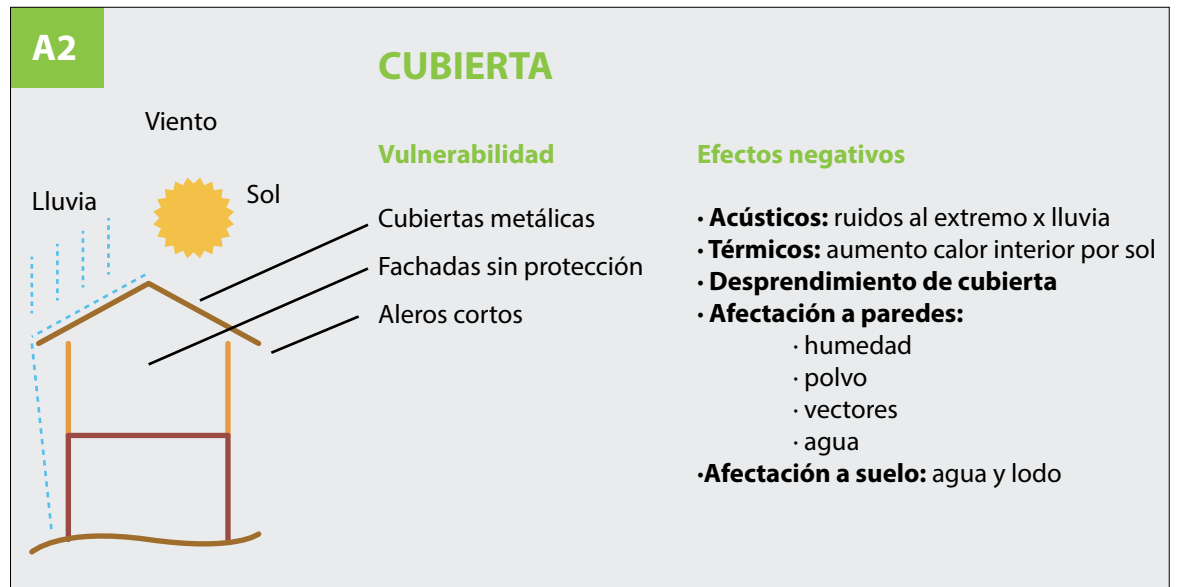 A2
CUBIERTA
Viento
Lluvia
Sol
Vulnerabilidad
Cubiertas metálicas
Fachadas sin protección
Aleros cortos
Efectos negativos
· Acústicos: ruidos al extremo x lluvia
· Térmicos: aumento calor interior por sol
· Desprendimiento de cubierta
· Afectación a paredes:
· humedad
· polvo
· vectores
· agua
·Afectación a suelo: agua y lodo